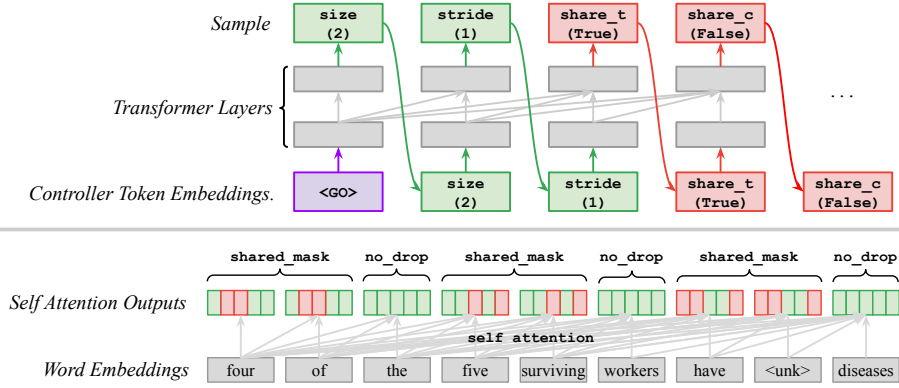 Sample
size
(2)
stride
(1)
share_t
(True)
share_c
(False)
Transformer Layers
...
Controller Token Embeddings.
<GO>
size
(2)
stride
(1)
share_t
(True)
share_c
(False)
shared_mask
no_drop
shared_mask
no_drop
shared_mask
no_drop
Self Attention Outputs
self attention
Word Embeddings
four
of
the
five
surviving
workers
have
<unk>
diseases